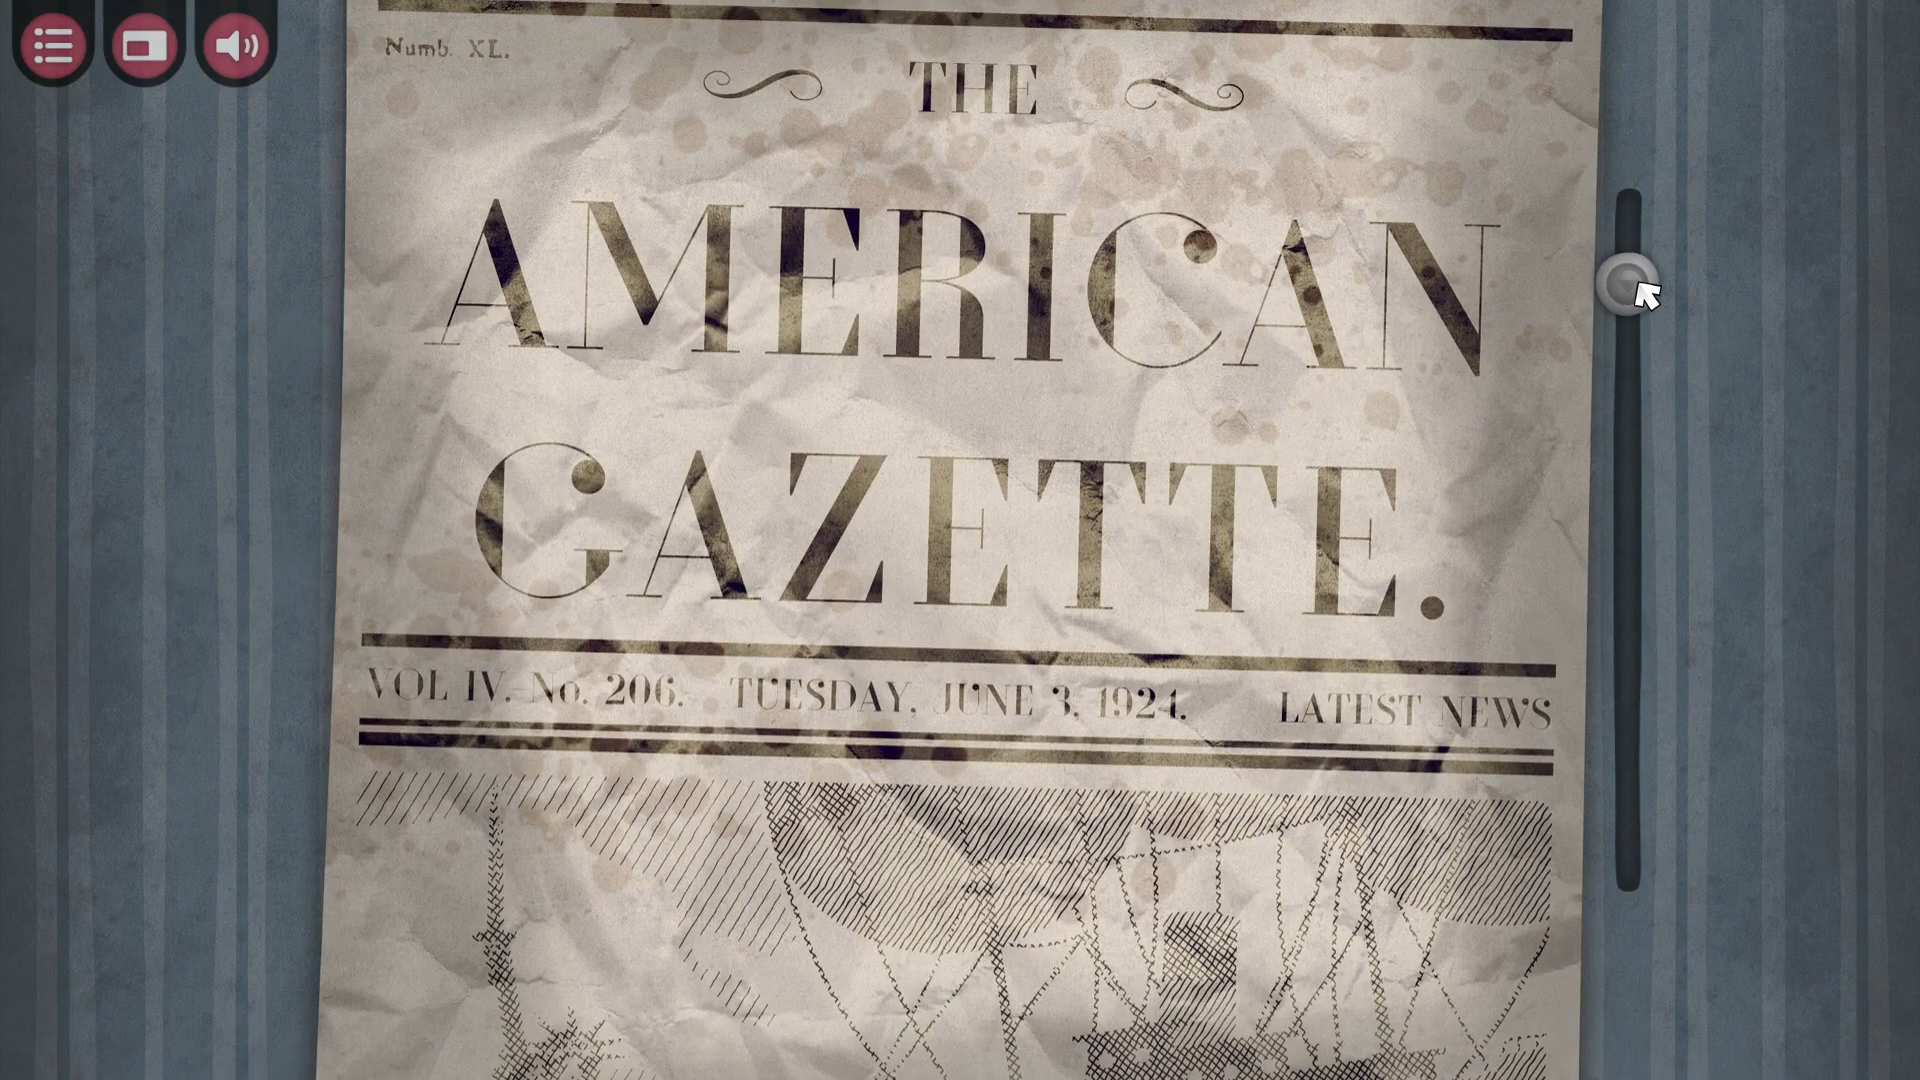 Numb. XL.
THE
AMERICAN
GAZETTE.
VOL IV. No. 206. TUESDAY, JUNE 3, 1924. LATEST NEWS